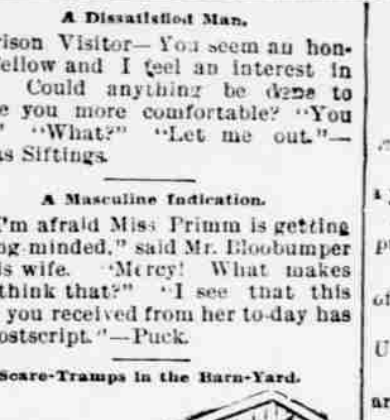 A Dissatisfied Man.
ison Visitor—You seem an hon-
ellow and I feel an interest in
Could anything be done to
e you more comfortable? "You
" "What?" "Let me out."—
as Siftings.
A Masculine Indication.
'm afraid Miss Primm is getting
ng-minded," said Mr. Bloobumper
is wife. "Mercy! What makes
think that?" "I see that this
you received from her to-day has
ostscript."—Puck.
Scare-Tramps in the Barn-Yard.